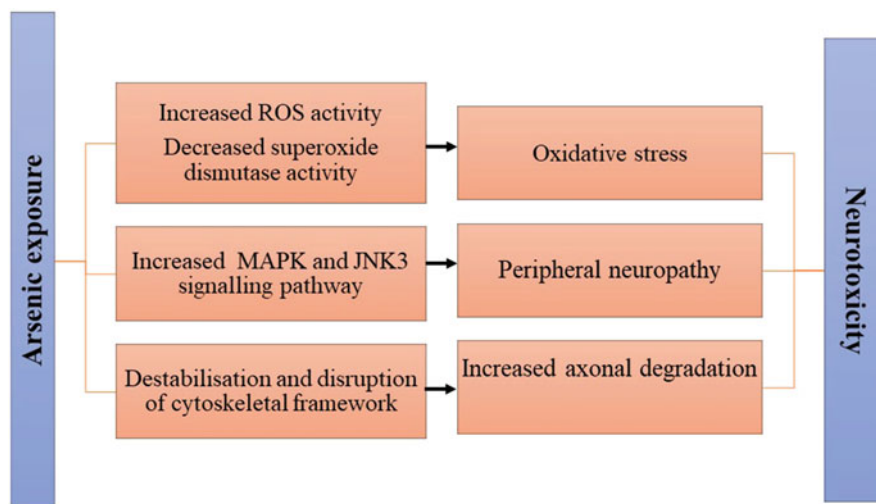 Arsenic exposure
Increased ROS activity
Decreased superoxide
dismutase activity
Oxidative stress
Increased MAPK and JNK3
signalling pathway
Peripheral neuropathy
Destabilisation and disruption
of cytoskeletal framework
Increased axonal degradation
Neurotoxicity